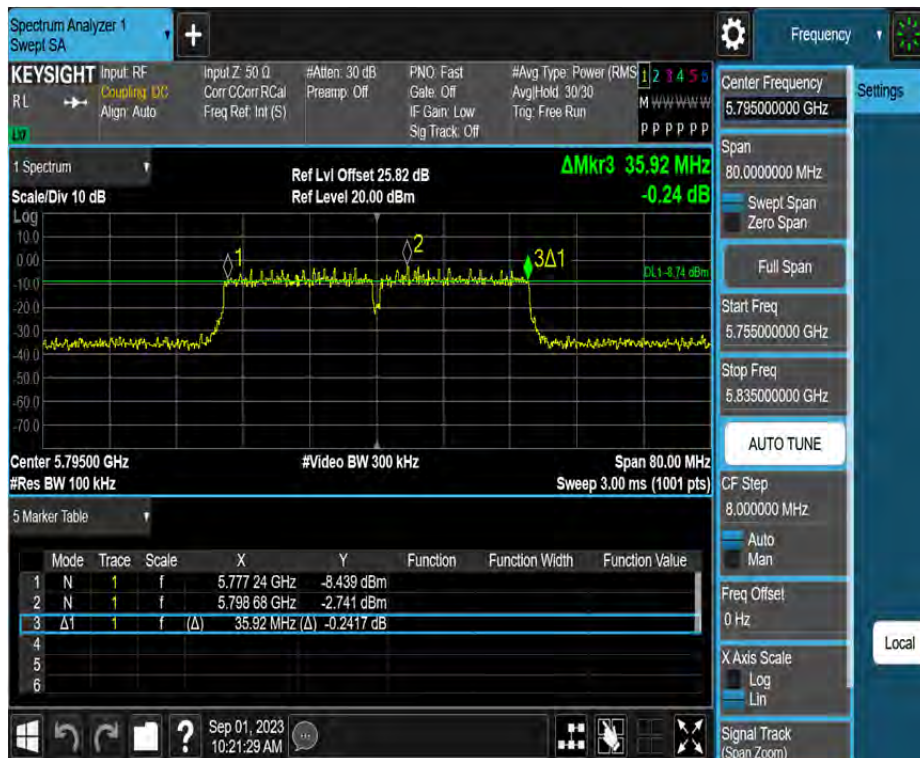 Spectrum Analyzer 1
Swept SA
+
Frequency
KEYSIGHT
RL
LXI
Input: RF
Coupling: DC
Align: Auto
Input Z: 50 Ω
Corr CCorr RCal
Freq Ref: Int (S)
#Atten: 30 dB
Preamp: Off
PNO: Fast
Gate: Off
IF Gain: Low
Sig Track: Off
#Avg Type: Power (RMS
Avg|Hold: 30/30
Trig: Free Run
1 2 3 4 5 6
M W W W W W
P P P P P P
1 Spectrum
Scale/Div 10 dB
Ref Lvl Offset 25.82 dB
Ref Level 20.00 dBm
ΔMkr3 35.92 MHz
-0.24 dB
Log
10.0
0.00
-10.0
-20.0
-30.0
-40.0
-50.0
-60.0
-70.0
1
2
3Δ1
DL1 -8.74 dBm
Center 5.79500 GHz
#Video BW 300 kHz
Span 80.00 MHz
#Res BW 100 kHz
Sweep 3.00 ms (1001 pts)
5 Marker Table
Mode Trace Scale X Y Function Function Width Function Value
1 N 1 f 5.777 24 GHz -8.439 dBm
2 N 1 f 5.798 68 GHz -2.741 dBm
3 Δ1 1 f (Δ) 35.92 MHz (Δ) -0.2417 dB
4
5
6
?
Sep 01, 2023
10:21:29 AM
Center Frequency
5.795000000 GHz
Span
80.0000000 MHz
Swept Span
Zero Span
Full Span
Start Freq
5.755000000 GHz
Stop Freq
5.835000000 GHz
AUTO TUNE
CF Step
8.000000 MHz
Auto
Man
Freq Offset
0 Hz
X Axis Scale
Log
Lin
Signal Track
(Span Zoom)
Settings
Local